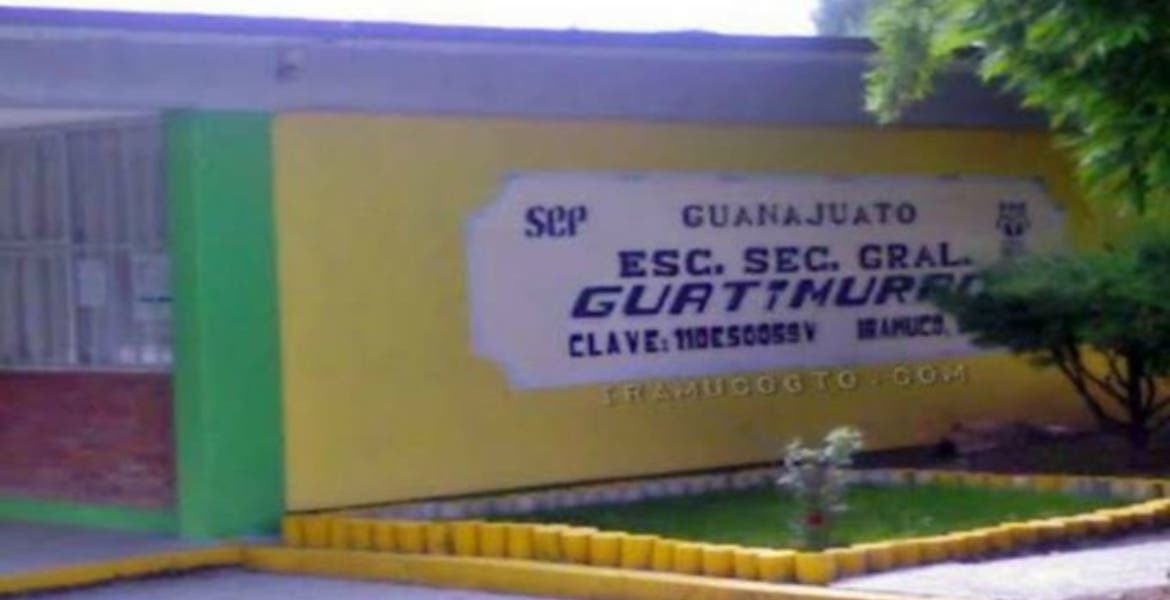 SEP GUANAJUATO
ESC. SEC. GRAL.
CLAVE: 11DES0059V IRAMUCO,
IRAMUCOGTO.COM